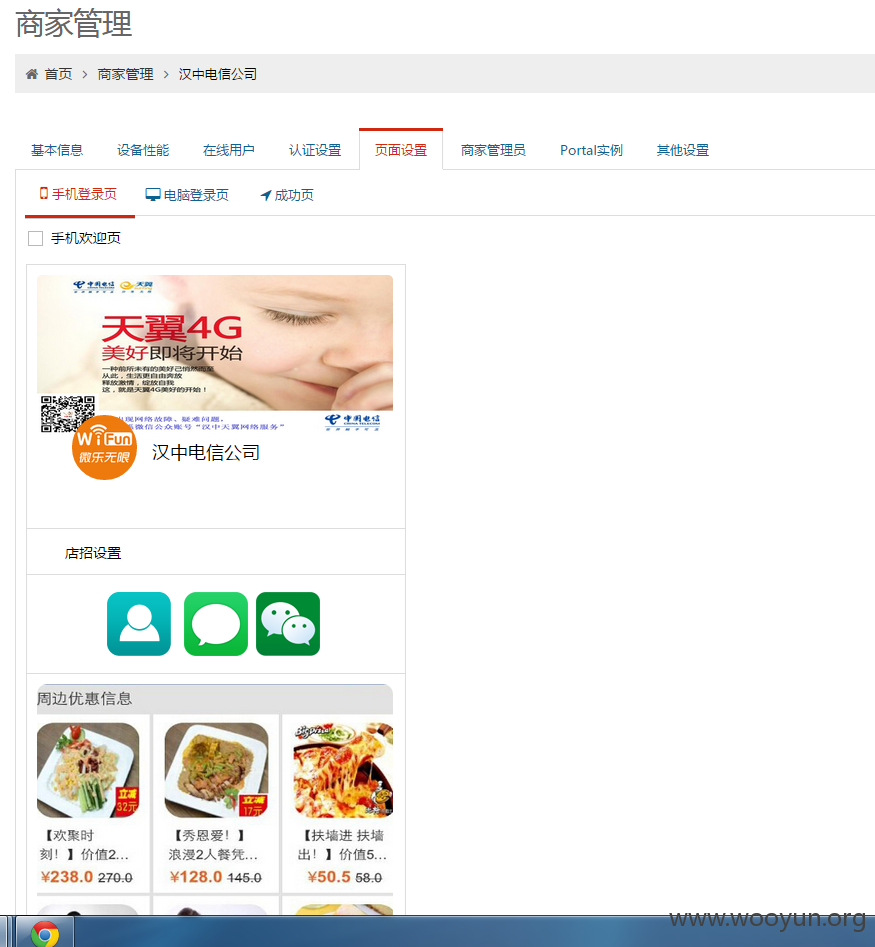 商家管理
首页 > 商家管理 > 汉中电信公司
基本信息 设备性能 在线用户 认证设置 页面设置 商家管理员 Portal实例 其他设置
手机登录页 电脑登录页 成功页
手机欢迎页
中国电信 天翼
天翼4G
美好即将开始
一种前所未有的美好已悄然而至
从此，生活更自由奔放
释放激情，绽放自我
这，就是天翼4G美好的开始！
出现网络故障、疑难问题，
微信公众账号“汉中天翼网络服务”
中国电信
CHINA TELECOM
WiFun
微乐无限
汉中电信公司
店招设置
周边优惠信息
立减
32元
立减
17元
【欢聚时
刻！】价值2...
¥238.0 270.0
【秀恩爱！】
浪漫2人餐凭...
¥128.0 145.0
【扶墙进 扶墙
出！】价值5...
¥50.5 58.0
www.wooyun.org